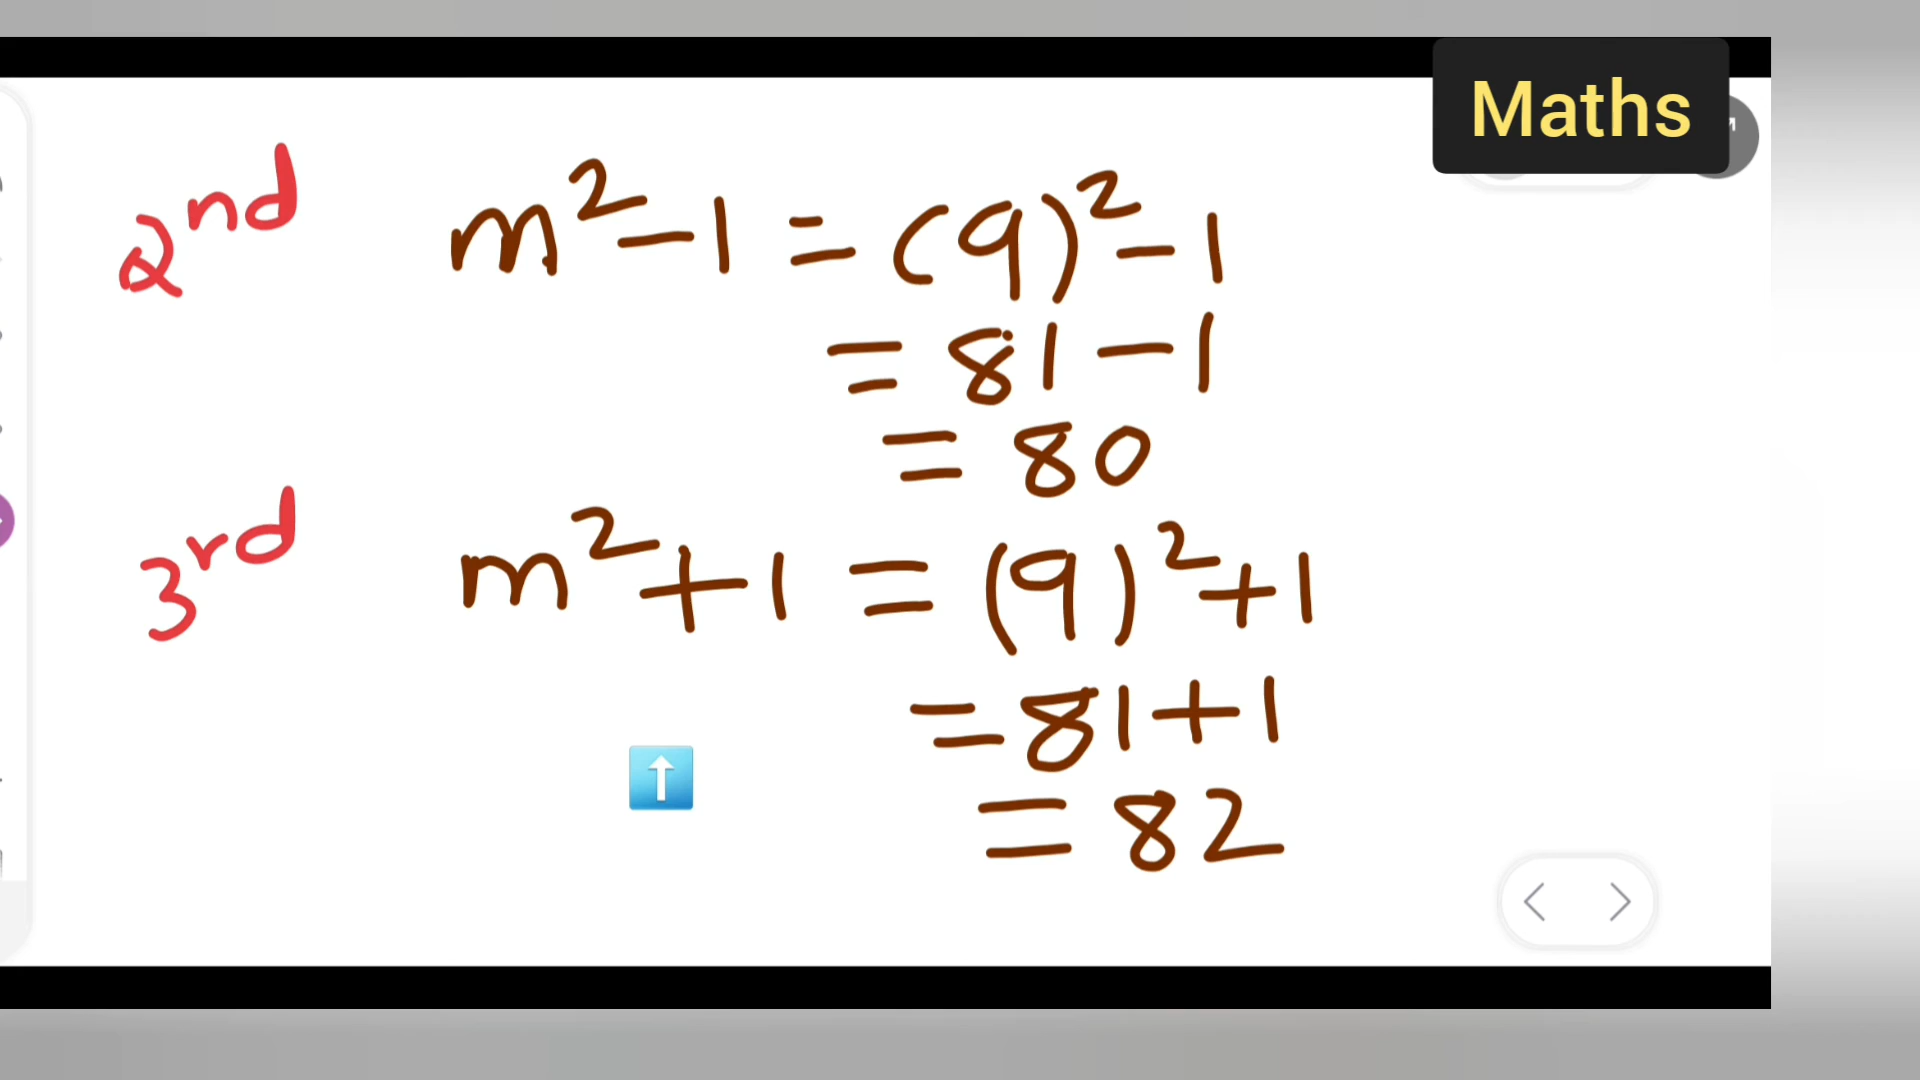 Maths
2nd m²-1 = (9)²-1
= 81-1
= 80
3rd m²+1 = (9)²+1
= 81+1
= 82